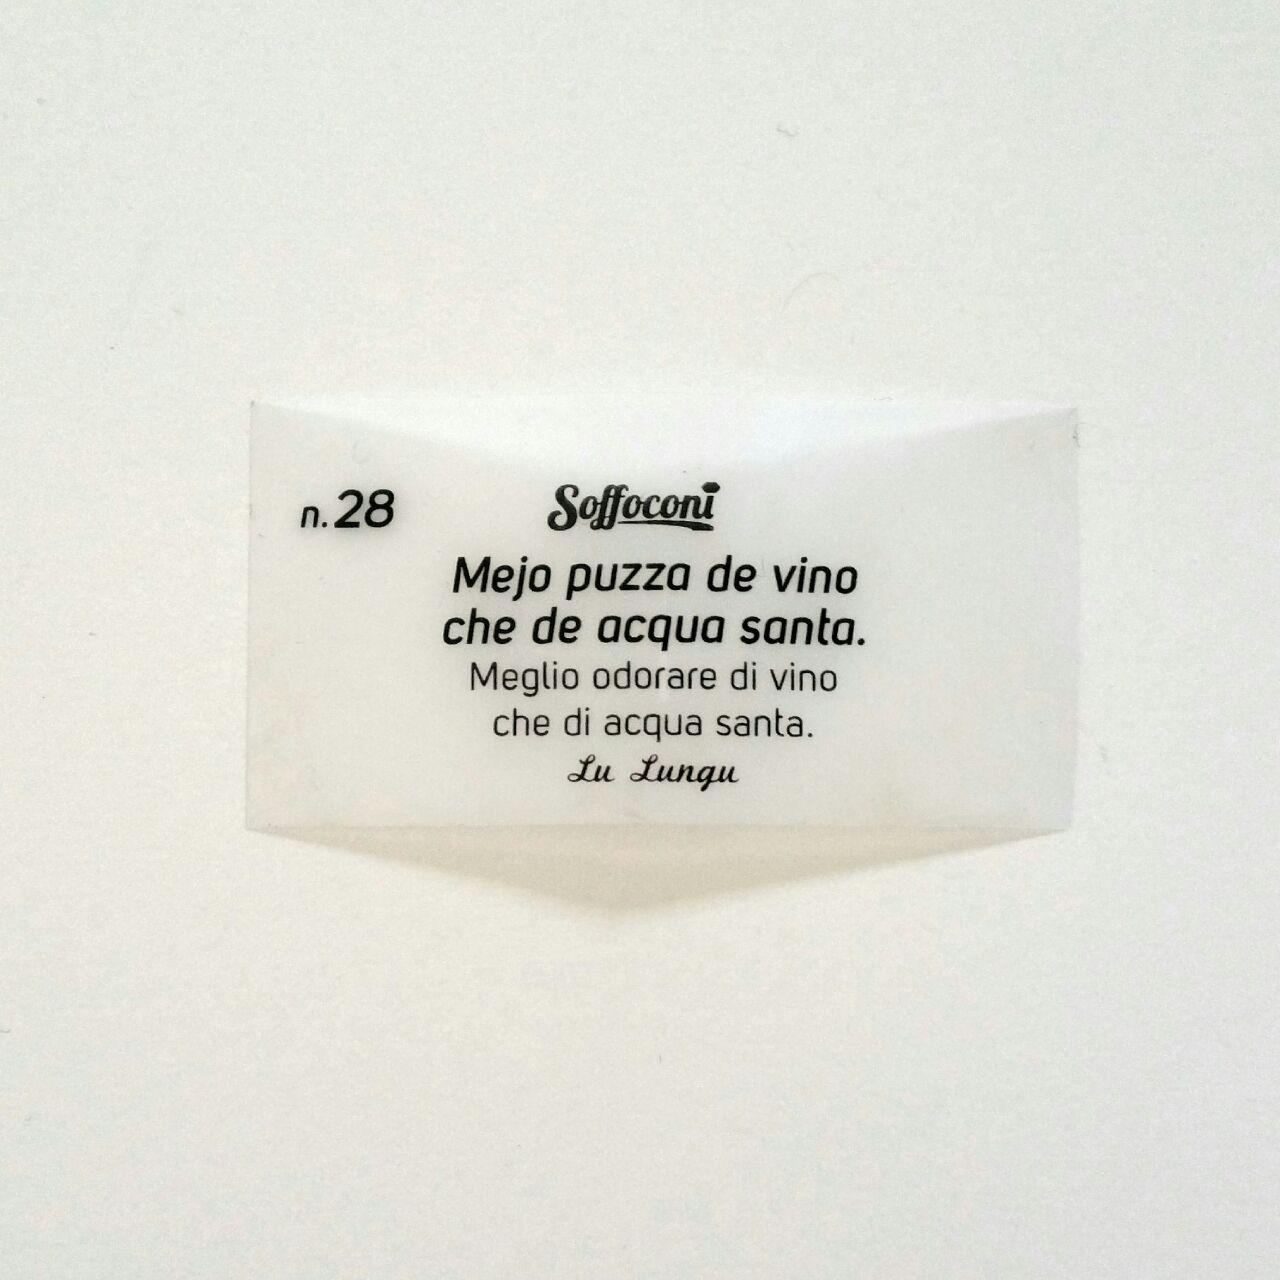 n.28
Soffoconi
Mejo puzza de vino
che de acqua santa.
Meglio odorare di vino
che di acqua santa.
Lu Lungu